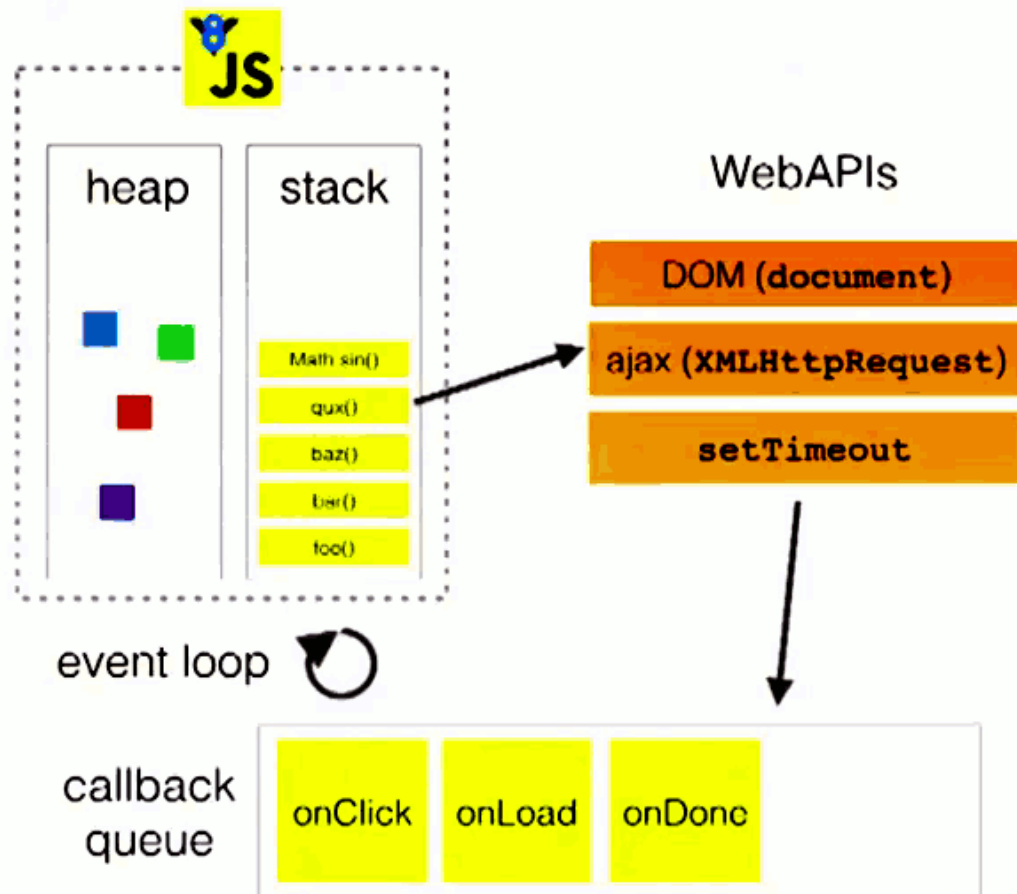 8
JS
heap
stack
WebAPIs
DOM (document)
ajax (XMLHttpRequest)
setTimeout
Math sin()
qux()
baz()
bar()
foo()
event loop
callback
queue
onClick
onLoad
onDone